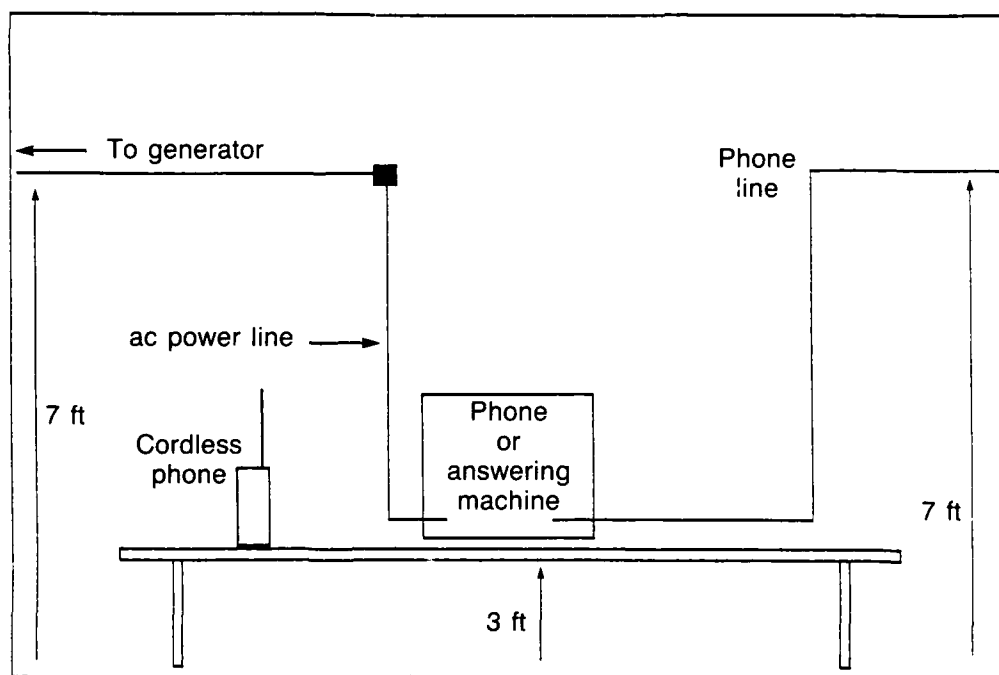 To generator
Phone
line
ac power line
7 ft
Cordless
phone
Phone
or
answering
machine
7 ft
3 ft